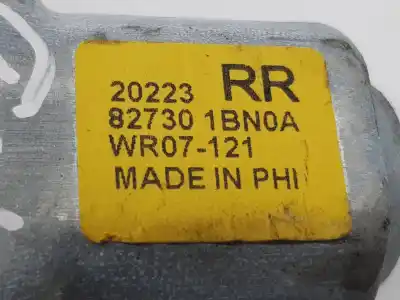 20223 RR
82730 1BN0A
WR07-121
MADE IN PHI